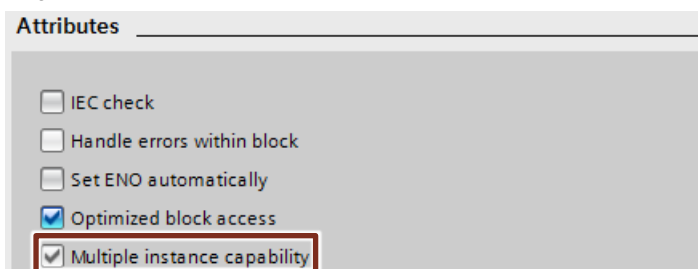 Attributes
IEC check
Handle errors within block
Set ENO automatically
Optimized block access
Multiple instance capability